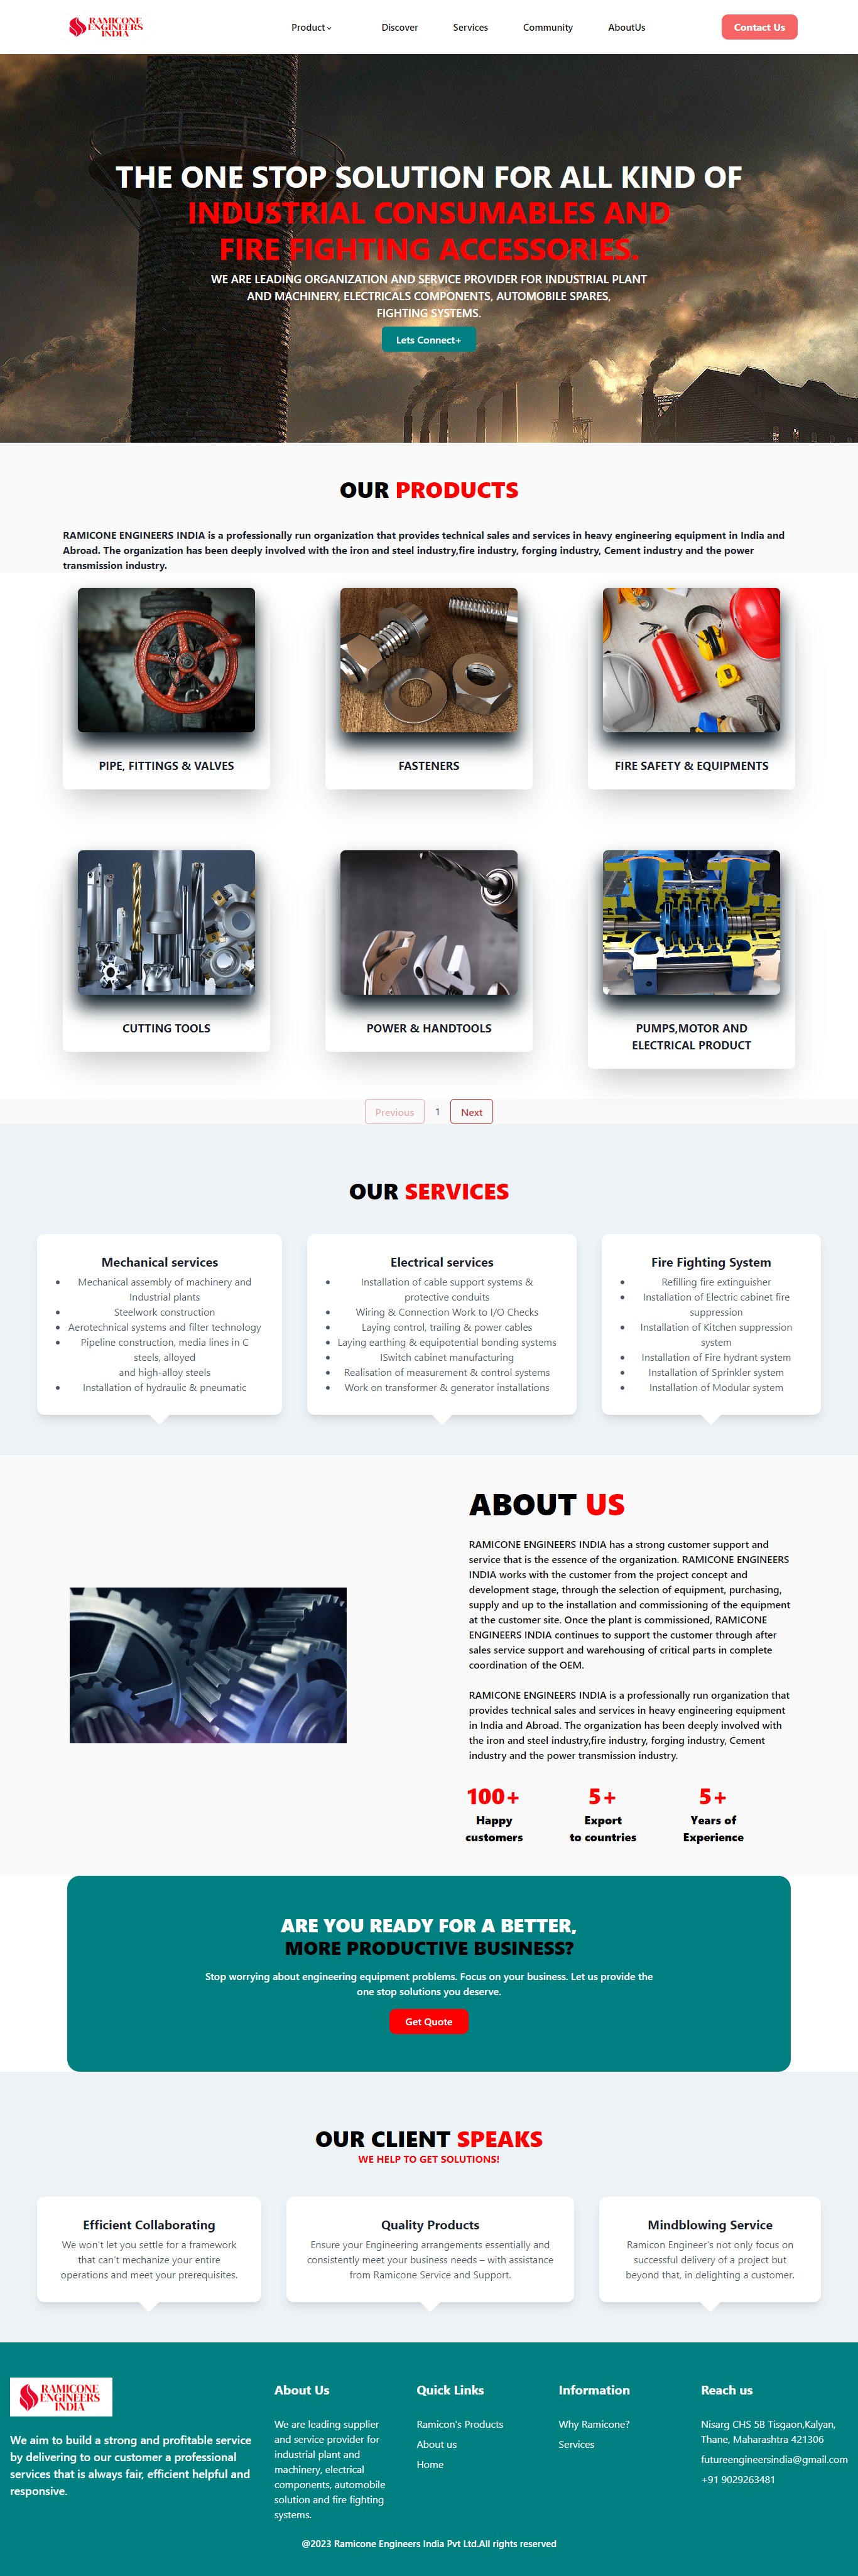 RAMICONE
ENGINEERS
INDIA
Product
Discover
Services
Community
AboutUs
Contact Us
THE ONE STOP SOLUTION FOR ALL KIND OF
INDUSTRIAL CONSUMABLES AND
FIRE FIGHTING ACCESSORIES.
WE ARE LEADING ORGANIZATION AND SERVICE PROVIDER FOR INDUSTRIAL PLANT
AND MACHINERY, ELECTRICALS COMPONENTS, AUTOMOBILE SPARES,
FIGHTING SYSTEMS.
Lets Connect+
OUR PRODUCTS
RAMICONE ENGINEERS INDIA is a professionally run organization that provides technical sales and services in heavy engineering equipment in India and
Abroad. The organization has been deeply involved with the iron and steel industry,fire industry, forging industry, Cement industry and the power
transmission industry.
PIPE, FITTINGS & VALVES
FASTENERS
FIRE SAFETY & EQUIPMENTS
CUTTING TOOLS
POWER & HANDTOOLS
PUMPS,MOTOR AND
ELECTRICAL PRODUCT
Previous
1
Next
OUR SERVICES
Mechanical services
• Mechanical assembly of machinery and
Industrial plants
• Steelwork construction
• Aerotechnical systems and filter technology
• Pipeline construction, media lines in C
steels, alloyed
and high-alloy steels
• Installation of hydraulic & pneumatic
Electrical services
• Installation of cable support systems &
protective conduits
• Wiring & Connection Work to I/O Checks
• Laying control, trailing & power cables
• Laying earthing & equipotential bonding systems
• ISwitch cabinet manufacturing
• Realisation of measurement & control systems
• Work on transformer & generator installations
Fire Fighting System
• Refilling fire extinguisher
• Installation of Electric cabinet fire
suppression
• Installation of Kitchen suppression
system
• Installation of Fire hydrant system
• Installation of Sprinkler system
• Installation of Modular system
ABOUT US
RAMICONE ENGINEERS INDIA has a strong customer support and
service that is the essence of the organization. RAMICONE ENGINEERS
INDIA works with the customer from the project concept and
development stage, through the selection of equipment, purchasing,
supply and up to the installation and commissioning of the equipment
at the customer site. Once the plant is commissioned, RAMICONE
ENGINEERS INDIA continues to support the customer through after
sales service support and warehousing of critical parts in complete
coordination of the OEM.
RAMICONE ENGINEERS INDIA is a professionally run organization that
provides technical sales and services in heavy engineering equipment
in India and Abroad. The organization has been deeply involved with
the iron and steel industry,fire industry, forging industry, Cement
industry and the power transmission industry.
100+
Happy
customers
5+
Export
to countries
5+
Years of
Experience
ARE YOU READY FOR A BETTER,
MORE PRODUCTIVE BUSINESS?
Stop worrying about engineering equipment problems. Focus on your business. Let us provide the
one stop solutions you deserve.
Get Quote
OUR CLIENT SPEAKS
WE HELP TO GET SOLUTIONS!
Efficient Collaborating
We won't let you settle for a framework
that can't mechanize your entire
operations and meet your prerequisites.
Quality Products
Ensure your Engineering arrangements essentially and
consistently meet your business needs – with assistance
from Ramicone Service and Support.
Mindblowing Service
Ramicon Engineer's not only focus on
successful delivery of a project but
beyond that, in delighting a customer.
RAMICONE
ENGINEERS
INDIA
We aim to build a strong and profitable service
by delivering to our customer a professional
services that is always fair, efficient helpful and
responsive.
About Us
We are leading supplier
and service provider for
industrial plant and
machinery, electrical
components, automobile
solution and fire fighting
systems.
Quick Links
Ramicon's Products
About us
Home
Information
Why Ramicone?
Services
Reach us
Nisarg CHS 5B Tisgaon,Kalyan,
Thane, Maharashtra 421306
futureengineersindia@gmail.com
+91 9029263481
@2023 Ramicone Engineers India Pvt Ltd.All rights reserved